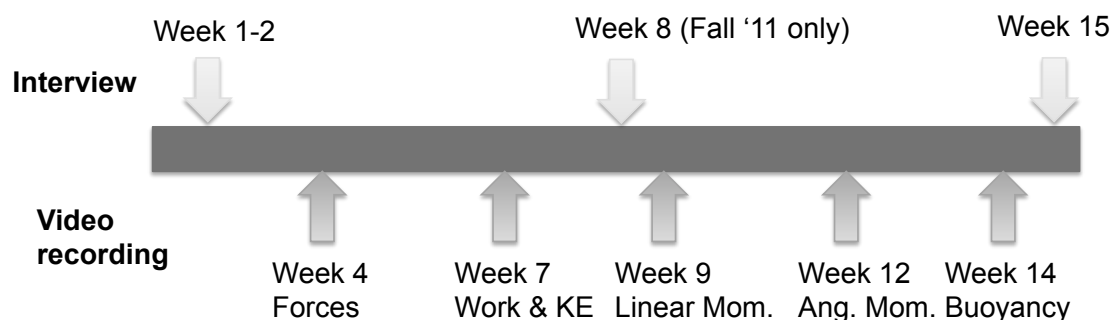 Week 1-2
Week 8 (Fall ‘11 only)
Week 15
Interview
Video
recording
Week 4
Forces
Week 7
Work & KE
Week 9
Linear Mom.
Week 12
Ang. Mom.
Week 14
Buoyancy